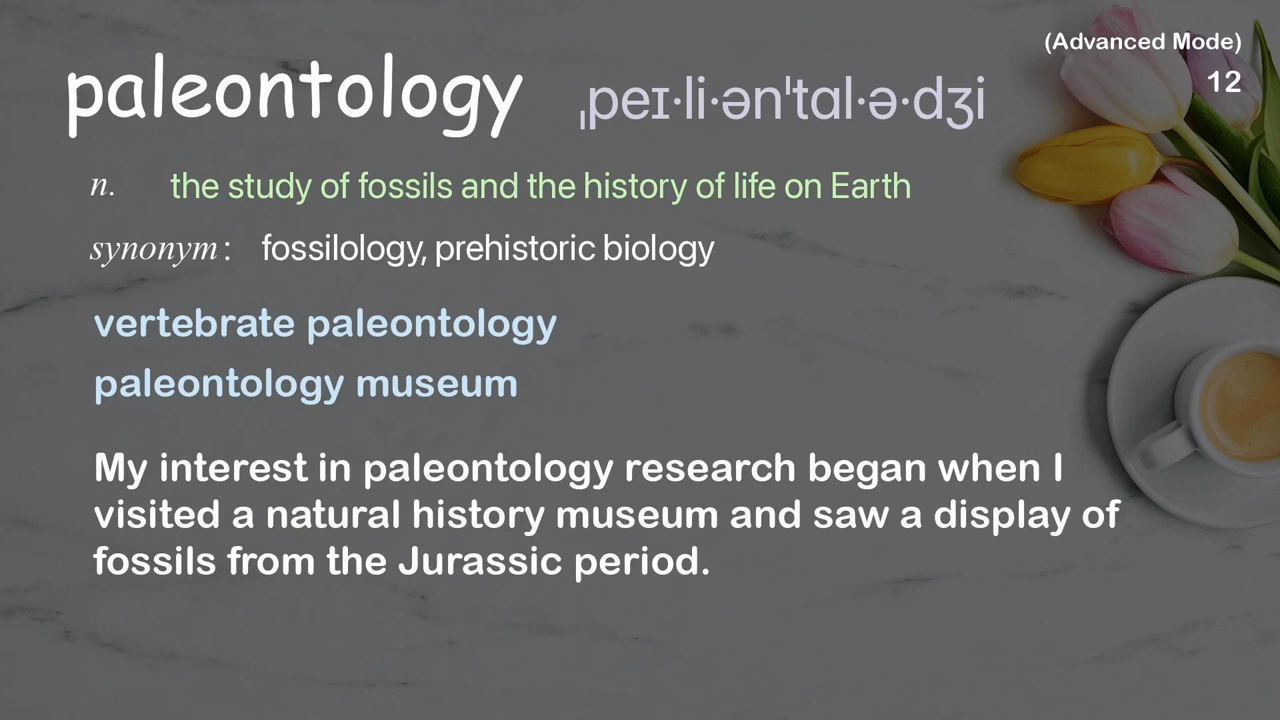 (Advanced Mode)
12
paleontology ˌpeɪ·li·ənˈtɑl·ə·dʒi
n. the study of fossils and the history of life on Earth
synonym: fossilology, prehistoric biology
vertebrate paleontology
paleontology museum
My interest in paleontology research began when I
visited a natural history museum and saw a display of
fossils from the Jurassic period.